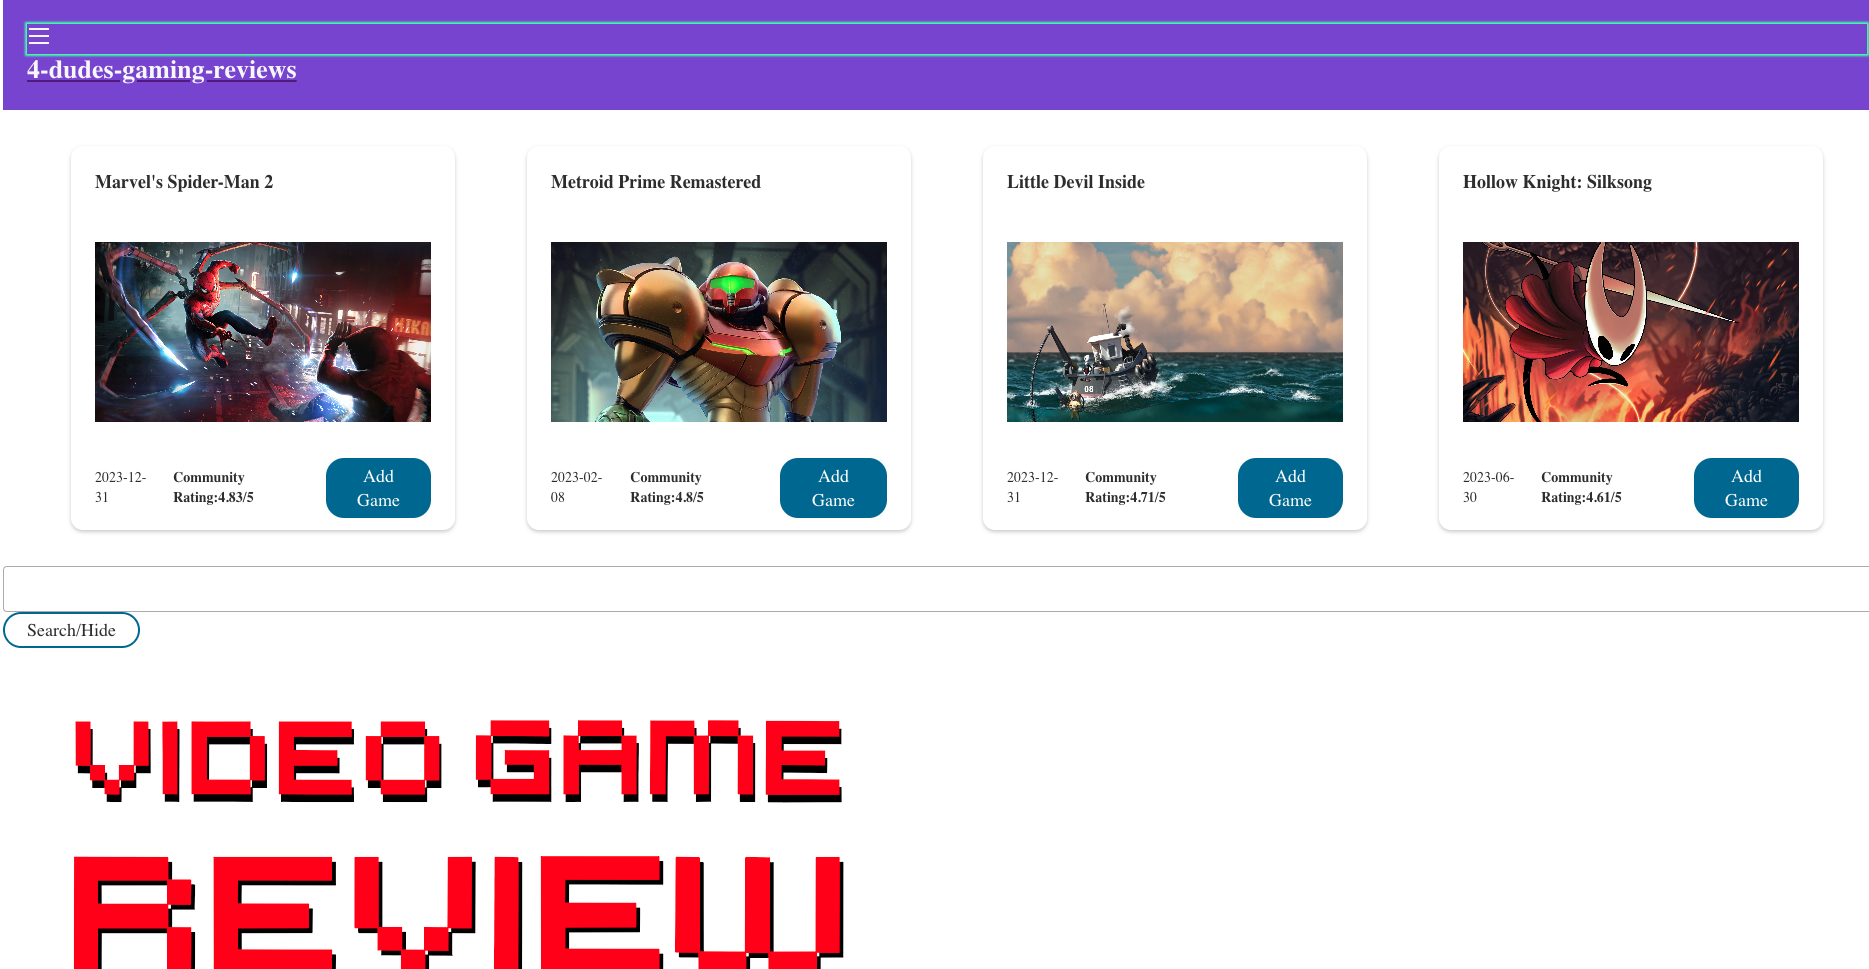 4-dudes-gaming-reviews
Marvel's Spider-Man 2
HIKA
2023-12-
31
Community
Rating:4.83/5
Add
Game
Metroid Prime Remastered
2023-02-
08
Community
Rating:4.8/5
Add
Game
Little Devil Inside
08
2023-12-
31
Community
Rating:4.71/5
Add
Game
Hollow Knight: Silksong
2023-06-
30
Community
Rating:4.61/5
Add
Game
Search/Hide
VIDEO GAME
REVIEW